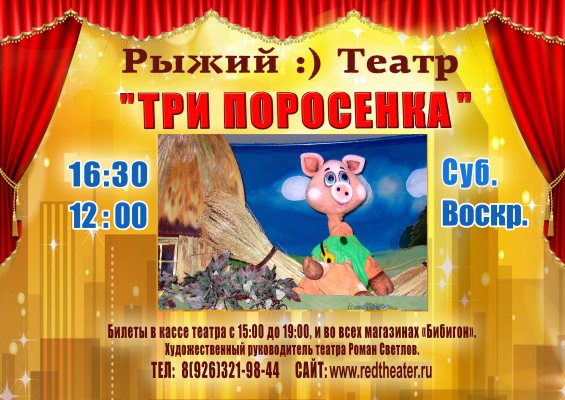 Рыжий :) Театр
"ТРИ ПОРОСЕНКА"
16:30 Суб.
12:00 Воскр.
Билеты в кассе театра с 15:00 до 19:00, и во всех магазинах «Бибигон».
Художественный руководитель театра Роман Светлов.
ТЕЛ: 8(926)321-98-44 САЙТ: www.redtheater.ru